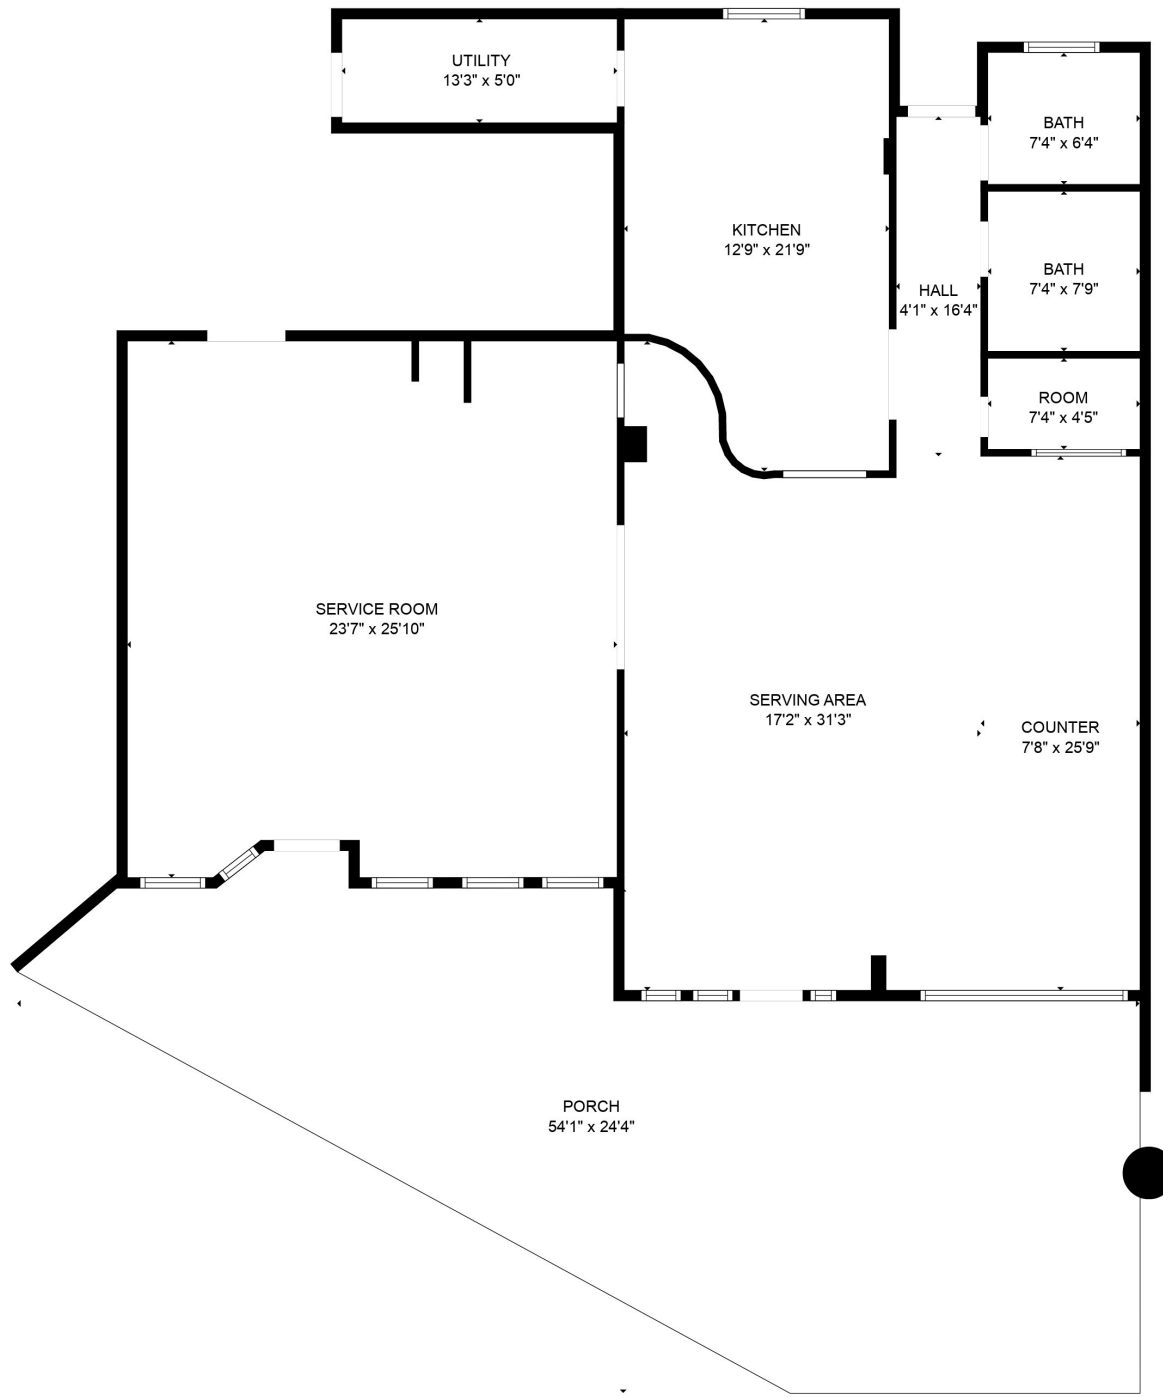 UTILITY
13'3" x 5'0"
BATH
7'4" x 6'4"
KITCHEN
12'9" x 21'9"
BATH
7'4" x 7'9"
HALL
4'1" x 16'4"
ROOM
7'4" x 4'5"
SERVICE ROOM
23'7" x 25'10"
SERVING AREA
17'2" x 31'3"
COUNTER
7'8" x 25'9"
PORCH
54'1" x 24'4"